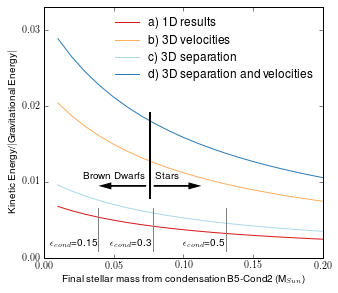 a) 1D results
b) 3D velocities
c) 3D separation
d) 3D separation and velocities
Kinetic Energy/|Gravitational Energy|
0.03
0.02
0.01
0.00
Brown Dwarfs
Stars
ϵcond=0.15
ϵcond=0.3
ϵcond=0.5
0.00 0.05 0.10 0.15 0.20
Final stellar mass from condensation B5-Cond2 (MSun)